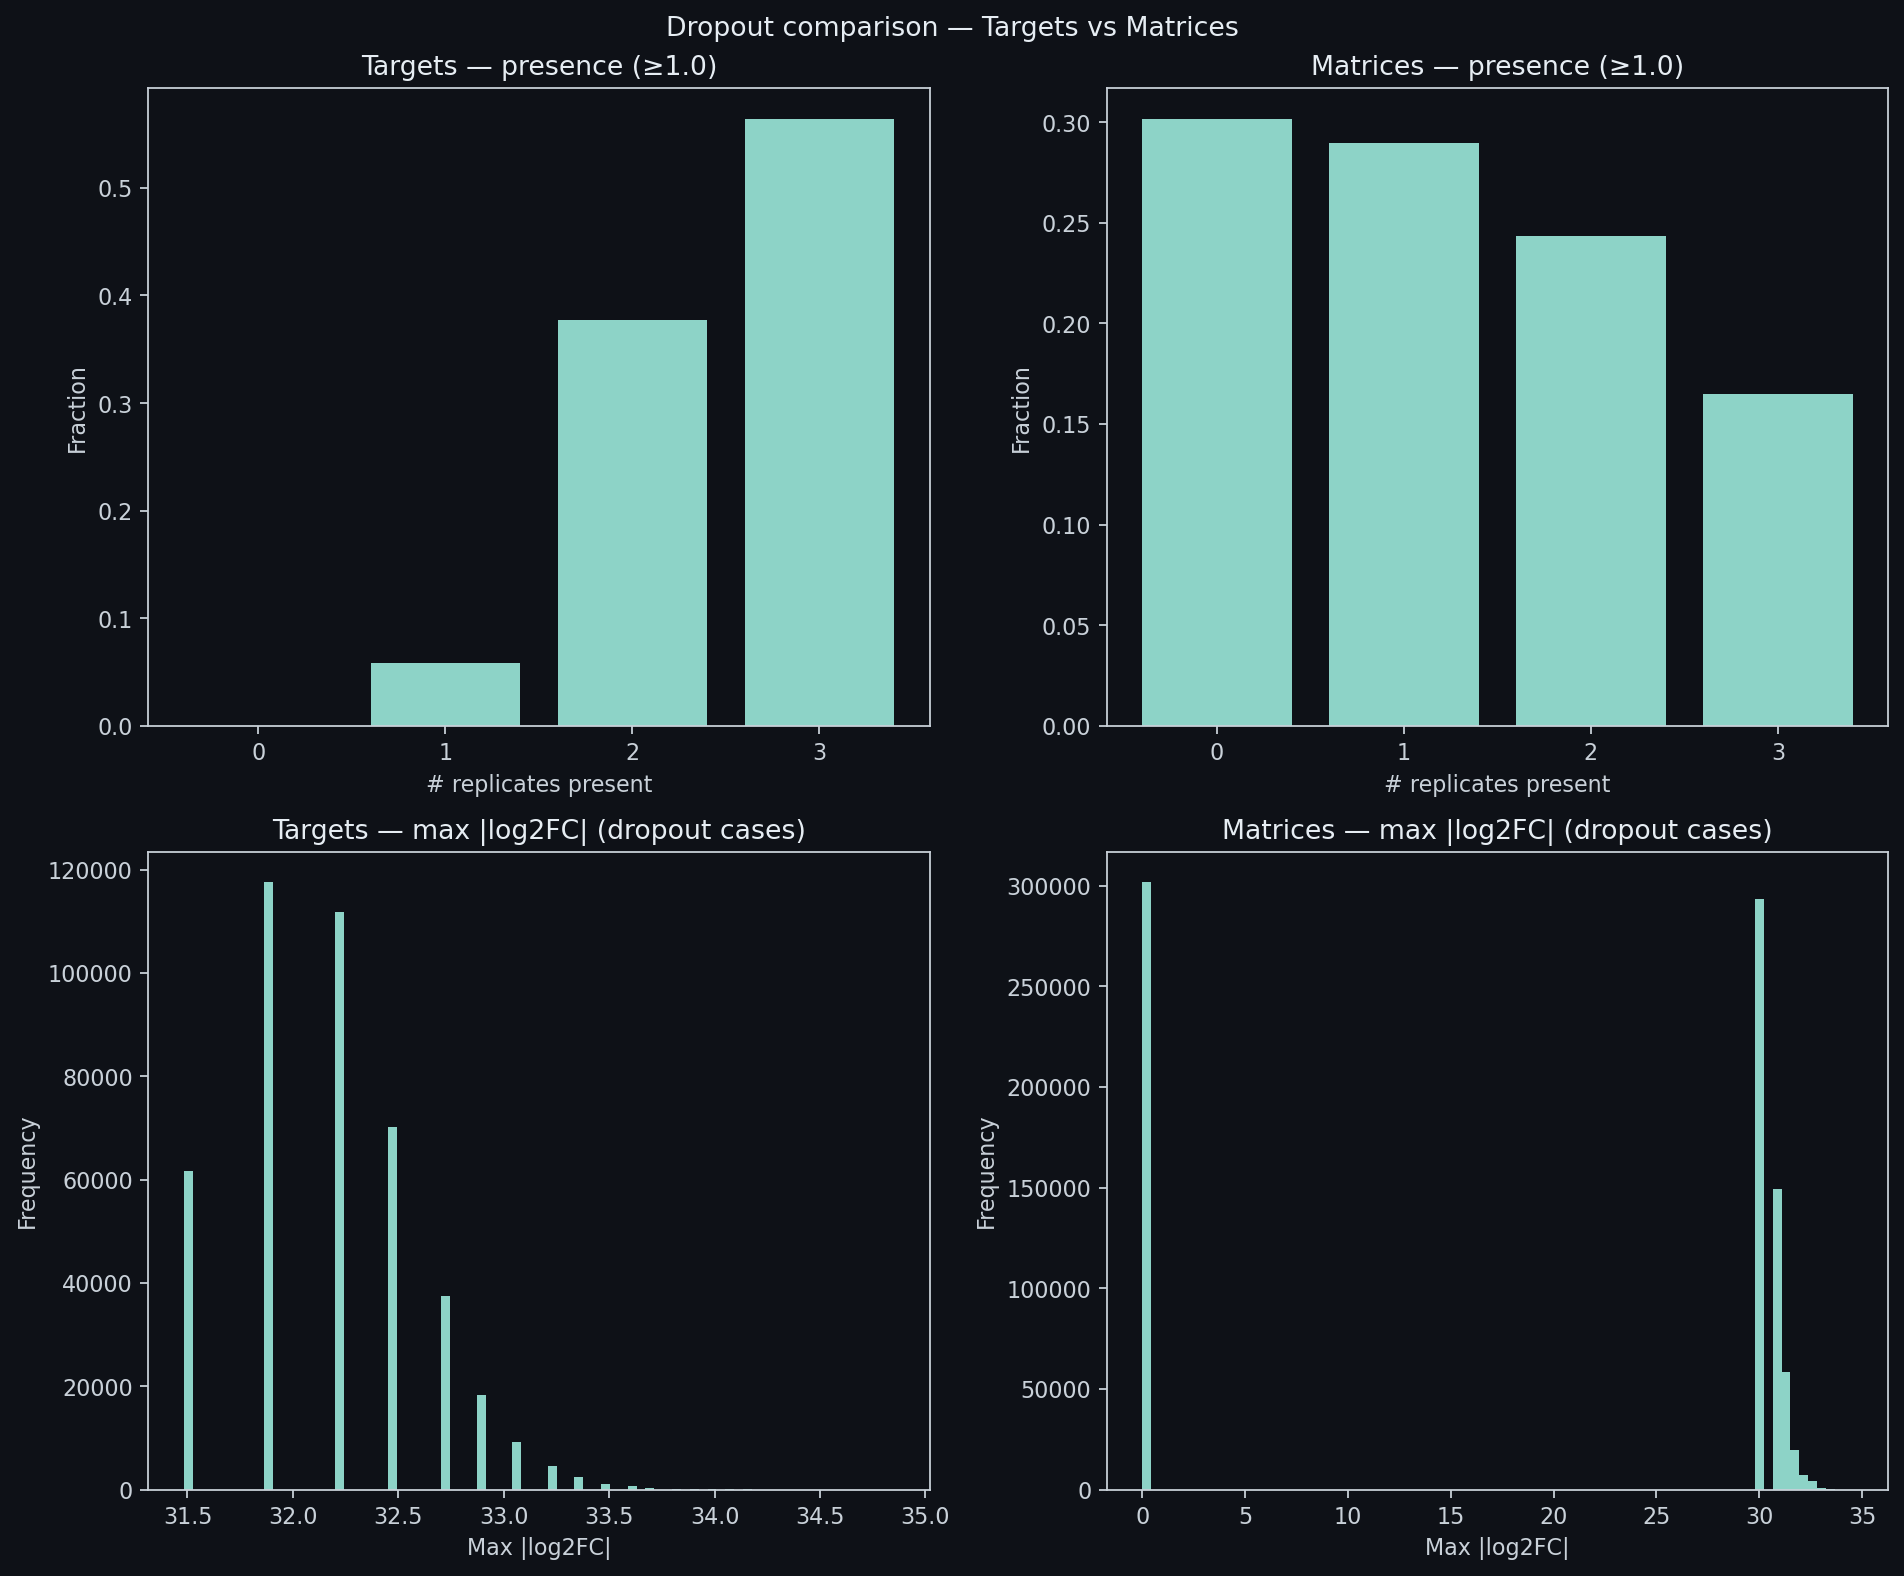 Dropout comparison — Targets vs Matrices
Targets — presence (≥1.0)
Fraction
0.5
0.4
0.3
0.2
0.1
0.0
0 1 2 3
# replicates present
Matrices — presence (≥1.0)
Fraction
0.30
0.25
0.20
0.15
0.10
0.05
0.00
0 1 2 3
# replicates present
Targets — max |log2FC| (dropout cases)
Frequency
120000
100000
80000
60000
40000
20000
0
31.5 32.0 32.5 33.0 33.5 34.0 34.5 35.0
Max |log2FC|
Matrices — max |log2FC| (dropout cases)
Frequency
300000
250000
200000
150000
100000
50000
0
0 5 10 15 20 25 30 35
Max |log2FC|